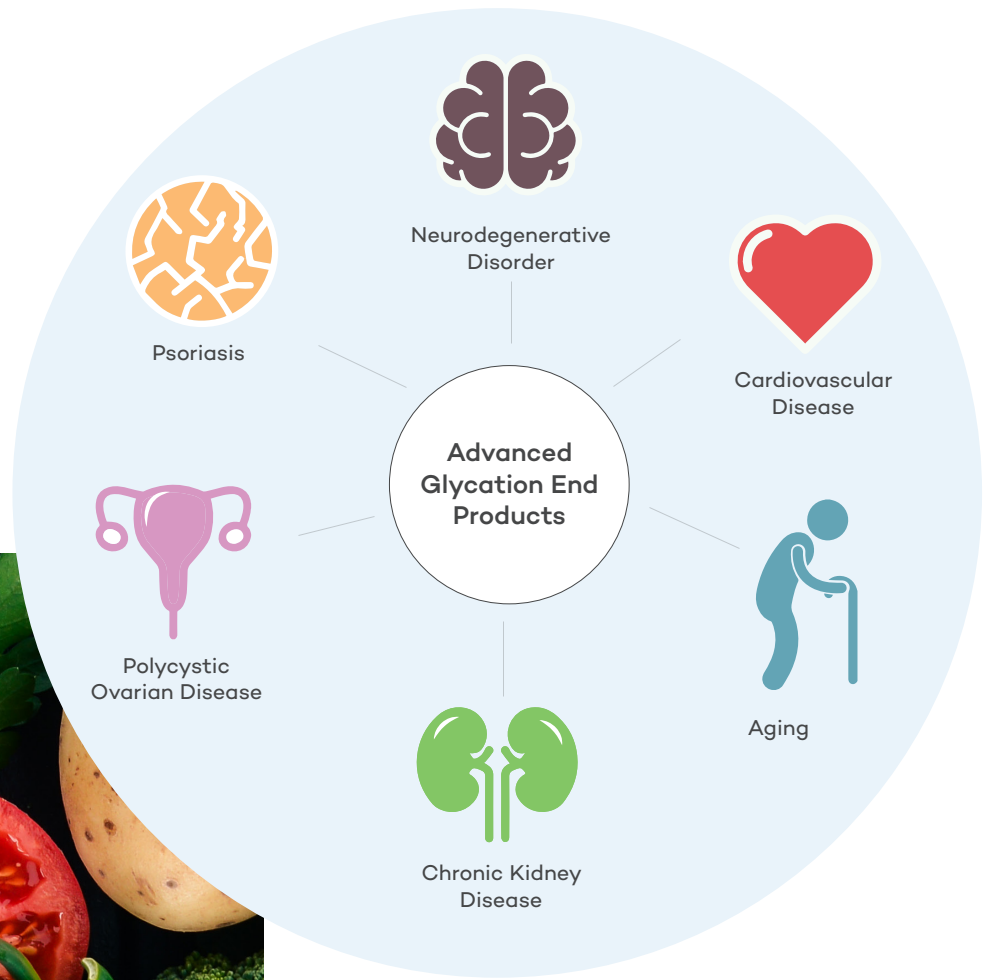 Neurodegenerative
Disorder
Psoriasis
Cardiovascular
Disease
Advanced
Glycation End
Products
Polycystic
Ovarian Disease
Aging
Chronic Kidney
Disease